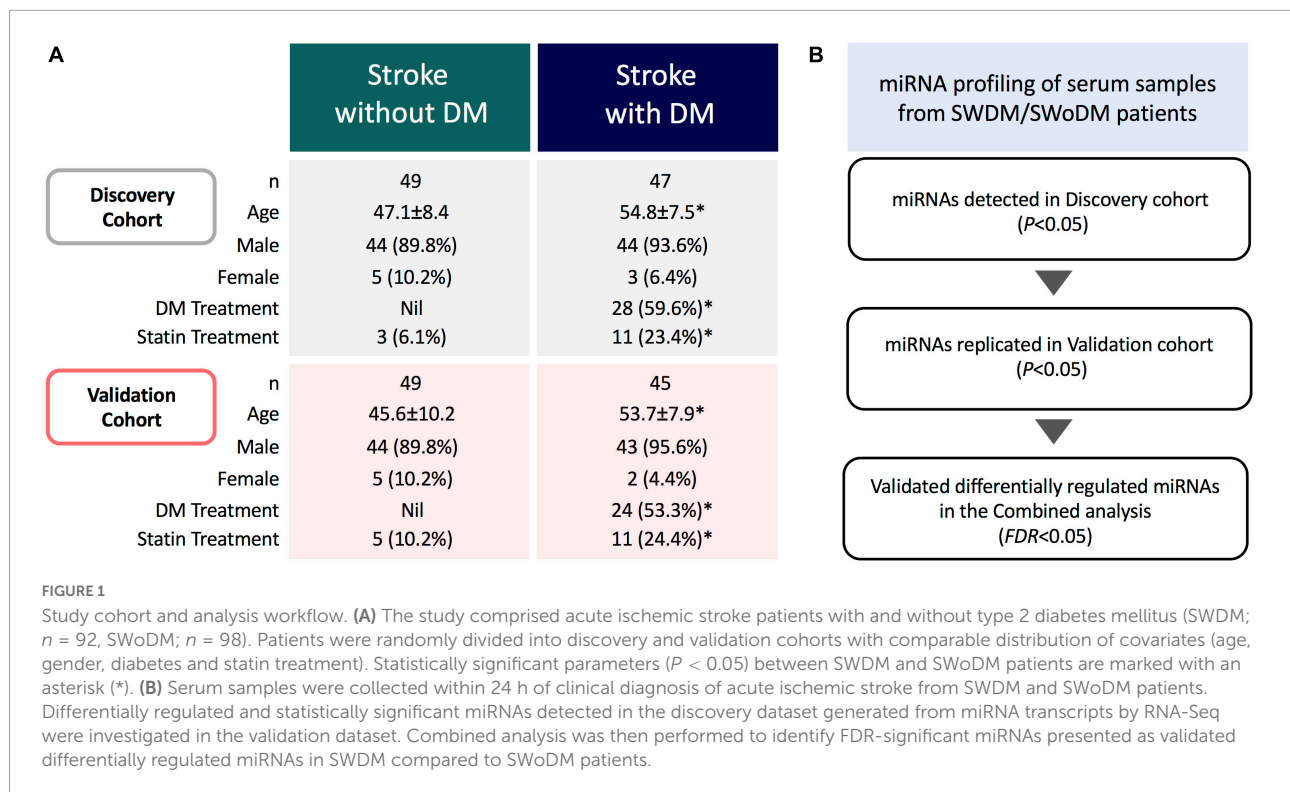 A
Stroke without DM
Stroke with DM
Discovery Cohort
n 49 47
Age 47.1±8.4 54.8±7.5*
Male 44 (89.8%) 44 (93.6%)
Female 5 (10.2%) 3 (6.4%)
DM Treatment Nil 28 (59.6%)*
Statin Treatment 3 (6.1%) 11 (23.4%)*
Validation Cohort
n 49 45
Age 45.6±10.2 53.7±7.9*
Male 44 (89.8%) 43 (95.6%)
Female 5 (10.2%) 2 (4.4%)
DM Treatment Nil 24 (53.3%)*
Statin Treatment 5 (10.2%) 11 (24.4%)*
B
miRNA profiling of serum samples
from SWDM/SWoDM patients
miRNAs detected in Discovery cohort
(P<0.05)
miRNAs replicated in Validation cohort
(P<0.05)
Validated differentially regulated miRNAs
in the Combined analysis
(FDR<0.05)
FIGURE 1
Study cohort and analysis workflow. (A) The study comprised acute ischemic stroke patients with and without type 2 diabetes mellitus (SWDM;
n = 92, SWoDM; n = 98). Patients were randomly divided into discovery and validation cohorts with comparable distribution of covariates (age,
gender, diabetes and statin treatment). Statistically significant parameters (P < 0.05) between SWDM and SWoDM patients are marked with an
asterisk (*). (B) Serum samples were collected within 24 h of clinical diagnosis of acute ischemic stroke from SWDM and SWoDM patients.
Differentially regulated and statistically significant miRNAs detected in the discovery dataset generated from miRNA transcripts by RNA-Seq
were investigated in the validation dataset. Combined analysis was then performed to identify FDR-significant miRNAs presented as validated
differentially regulated miRNAs in SWDM compared to SWoDM patients.